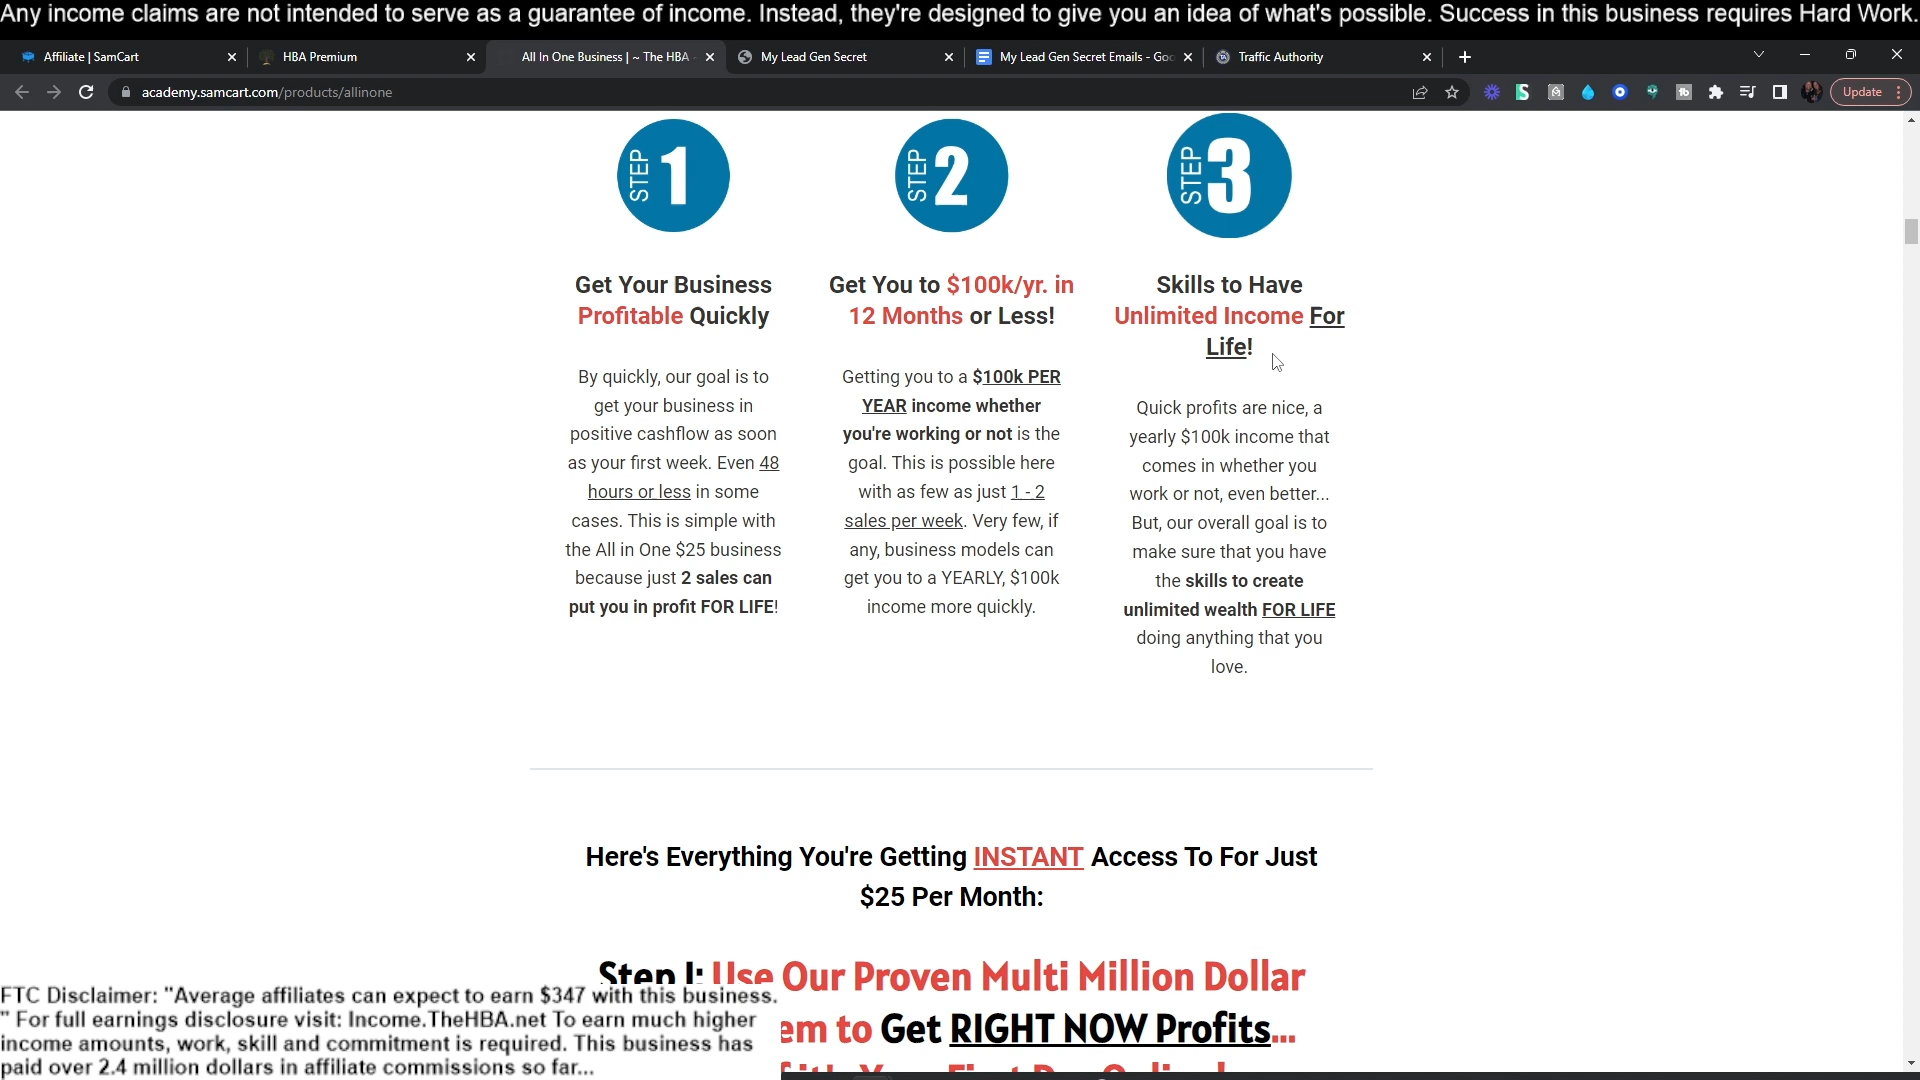 Any income claims are not intended to serve as a guarantee of income. Instead, they're designed to give you an idea of what's possible. Success in this business requires Hard Work.
Affiliate | SamCart
HBA Premium
All In One Business | ~ The HBA
My Lead Gen Secret
My Lead Gen Secret Emails - Goo
Traffic Authority
academy.samcart.com/products/allinone
Update
STEP 1
STEP 2
STEP 3
Get Your Business
Profitable Quickly
By quickly, our goal is to
get your business in
positive cashflow as soon
as your first week. Even 48
hours or less in some
cases. This is simple with
the All in One $25 business
because just 2 sales can
put you in profit FOR LIFE!
Get You to $100k/yr. in
12 Months or Less!
Getting you to a $100k PER
YEAR income whether
you're working or not is the
goal. This is possible here
with as few as just 1 - 2
sales per week. Very few, if
any, business models can
get you to a YEARLY, $100k
income more quickly.
Skills to Have
Unlimited Income For
Life!
Quick profits are nice, a
yearly $100k income that
comes in whether you
work or not, even better...
But, our overall goal is to
make sure that you have
the skills to create
unlimited wealth FOR LIFE
doing anything that you
love.
Here's Everything You're Getting INSTANT Access To For Just
$25 Per Month:
Step 1: Use Our Proven Multi Million Dollar
em to Get RIGHT NOW Profits...
FTC Disclaimer: "Average affiliates can expect to earn $347 with this business.
" For full earnings disclosure visit: Income.TheHBA.net To earn much higher
income amounts, work, skill and commitment is required. This business has
paid over 2.4 million dollars in affiliate commissions so far...